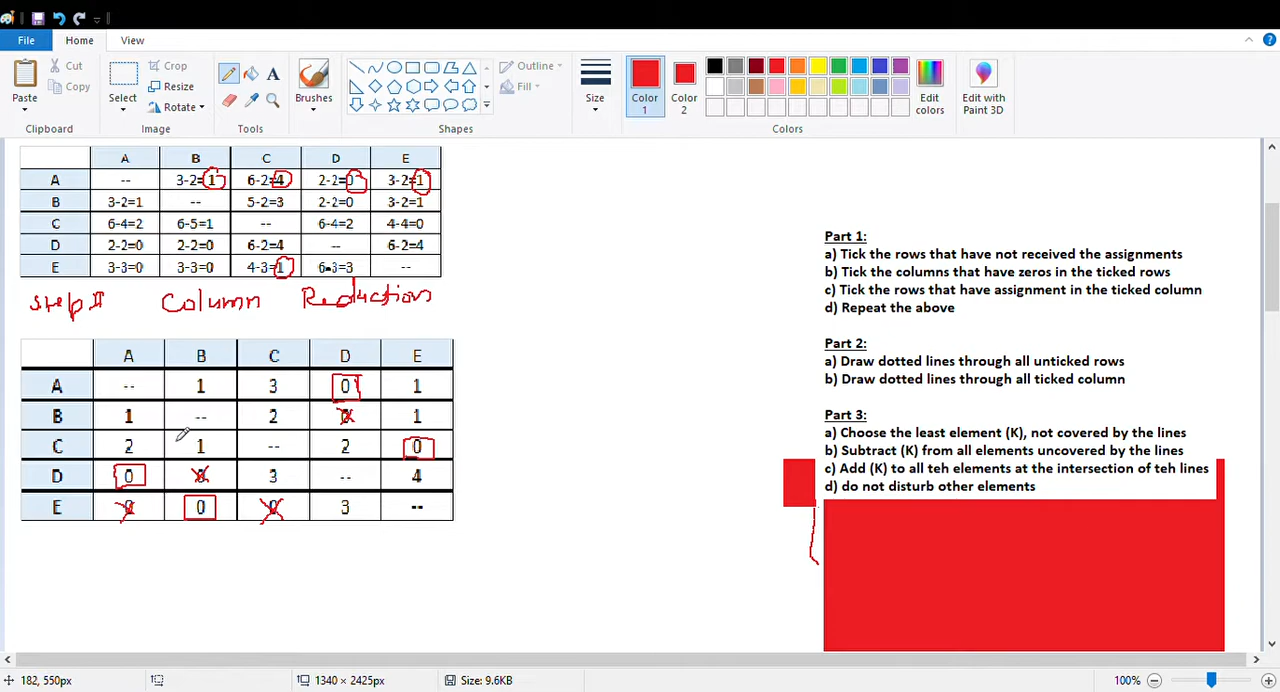 File Home View
Cut
Copy
Paste
Clipboard
Select
Crop
Resize
Rotate
Image
A
Tools
Brushes
Outline
Fill
Shapes
Size
Color 1
Color 2
Edit colors
Colors
Edit with Paint 3D
A B C D E
A -- 3-2=1 6-2=4 2-2=0 3-2=1
B 3-2=1 -- 5-2=3 2-2=0 3-2=1
C 6-4=2 6-5=1 -- 6-4=2 4-4=0
D 2-2=0 2-2=0 6-2=4 -- 6-2=4
E 3-3=0 3-3=0 4-3=1 6-3=3 --
Step II Column Reduction
A B C D E
A -- 1 3 0 1
B 1 -- 2 0 1
C 2 1 -- 2 0
D 0 0 3 -- 4
E 0 0 0 3 --
Part 1:
a) Tick the rows that have not received the assignments
b) Tick the columns that have zeros in the ticked rows
c) Tick the rows that have assignment in the ticked column
d) Repeat the above
Part 2:
a) Draw dotted lines through all unticked rows
b) Draw dotted lines through all ticked column
Part 3:
a) Choose the least element (K), not covered by the lines
b) Subtract (K) from all elements uncovered by the lines
c) Add (K) to all teh elements at the intersection of teh lines
d) do not disturb other elements
182, 550px
1340 × 2425px
Size: 9.6KB
100%